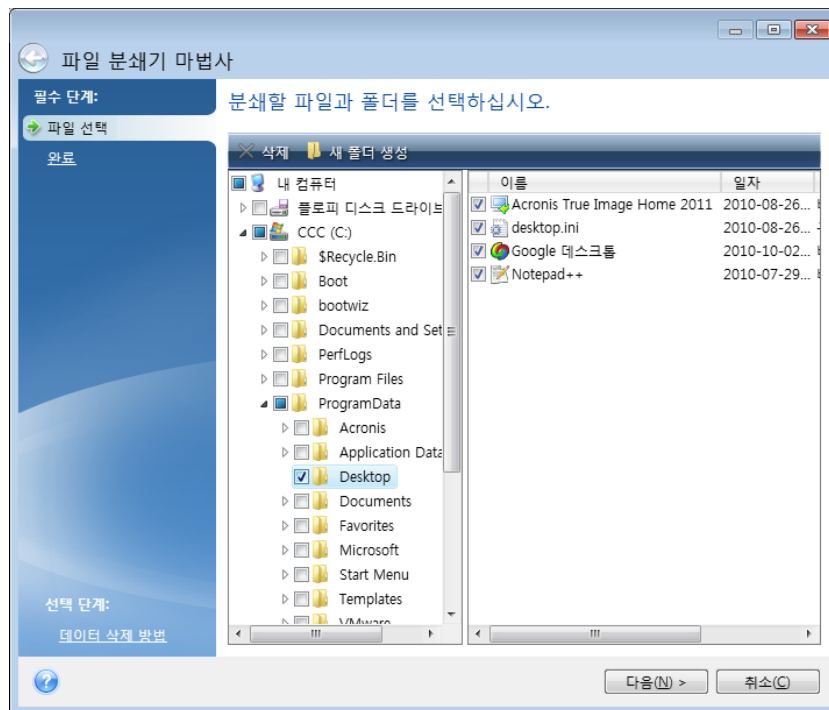 파일 분쇄기 마법사
필수 단계:
파일 선택
완료
분쇄할 파일과 폴더를 선택하십시오.
삭제 새 폴더 생성
내 컴퓨터
플로피 디스크 드라이브
CCC (C:)
$Recycle.Bin
Boot
bootwiz
Documents and Set
PerfLogs
Program Files
ProgramData
Acronis
Application Data
Desktop
Documents
Favorites
Microsoft
Start Menu
Templates
VMware
이름 일자
Acronis True Image Home 2011 2010-08-26...
desktop.ini 2010-08-26...
Google 데스크톱 2010-10-02...
Notepad++ 2010-07-29...
선택 단계:
데이터 삭제 방법
다음(N) >
취소(C)